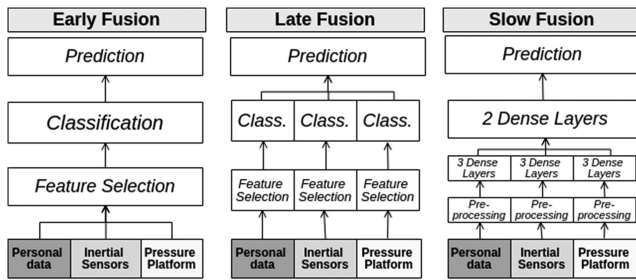 Early Fusion
Prediction
Classification
Feature Selection
Personal
data
Inertial
Sensors
Pressure
Platform
Late Fusion
Prediction
Class.
Class.
Class.
Feature
Selection
Feature
Selection
Feature
Selection
Personal
data
Inertial
Sensors
Pressure
Platform
Slow Fusion
Prediction
2 Dense Layers
3 Dense
Layers
3 Dense
Layers
3 Dense
Layers
Pre-
processing
Pre-
processing
Pre-
processing
Personal
data
Inertial
Sensors
Pressure
Platform